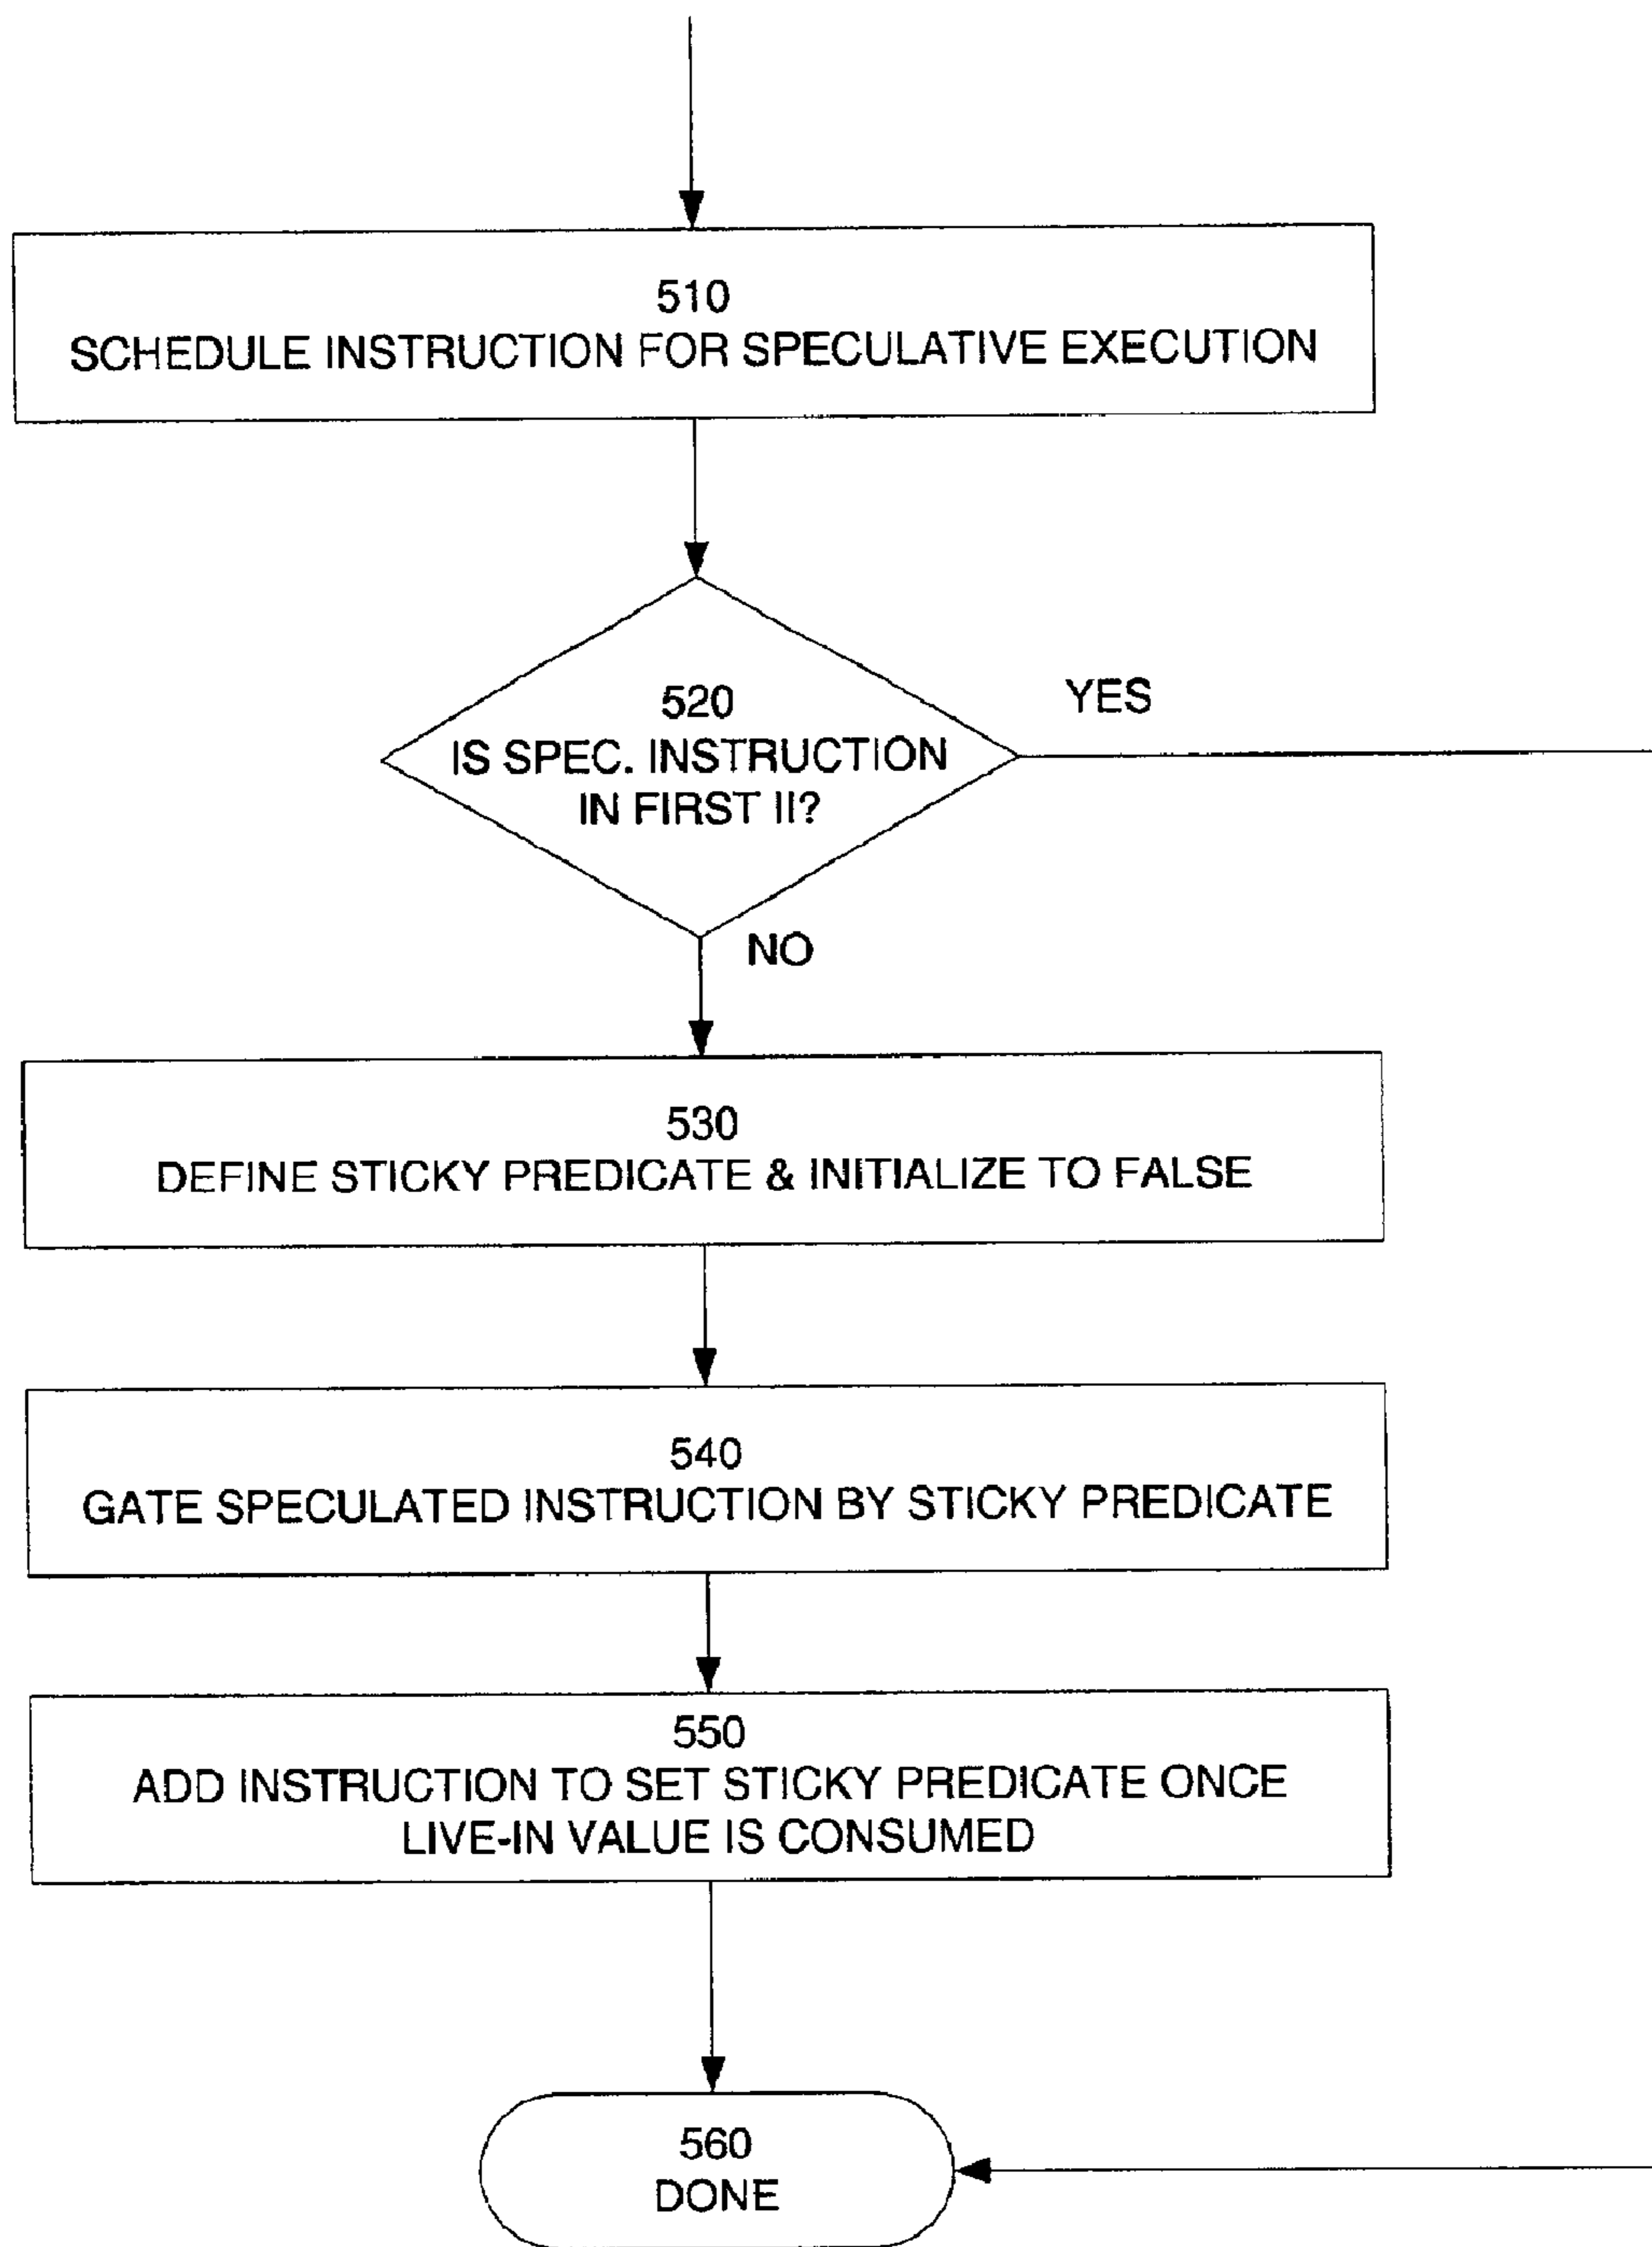 510
SCHEDULE INSTRUCTION FOR SPECULATIVE EXECUTION
520
IS SPEC. INSTRUCTION
IN FIRST II?
YES
NO
530
DEFINE STICKY PREDICATE & INITIALIZE TO FALSE
540
GATE SPECULATED INSTRUCTION BY STICKY PREDICATE
550
ADD INSTRUCTION TO SET STICKY PREDICATE ONCE
LIVE-IN VALUE IS CONSUMED
560
DONE